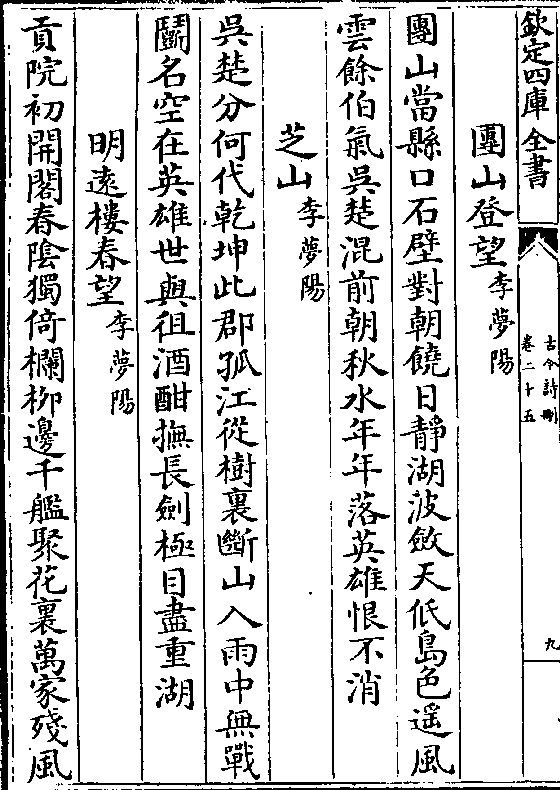 欽定四庫全書
古今詩刪
卷二十五
九
團山登望李夢陽
團山當縣口石壁對朝饒日靜湖波斂天低島色遥風
雲餘伯氣吳楚混前朝秋水年年落英雄恨不消
芝山李夢陽
吳楚分何代乾坤此郡孤江從樹裏斷山入雨中無戰
鬭名空在英雄世與徂酒酣撫長劍極目盡重湖
明遠樓春望李夢陽
貢院初開閣春陰獨倚欄柳邊千艦聚花裏萬家殘風